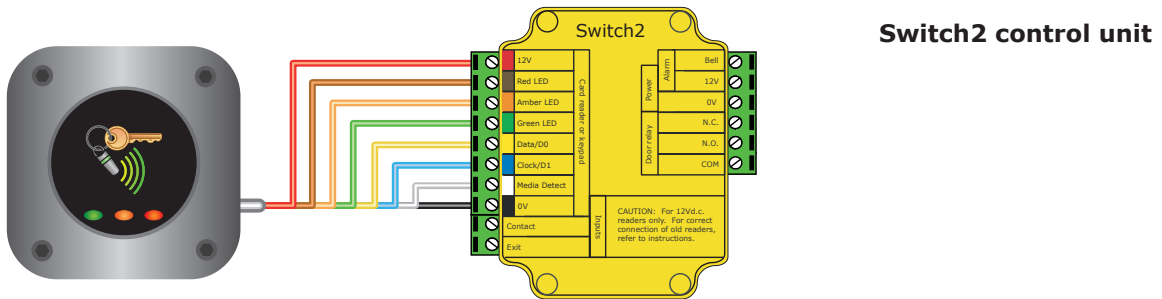 Switch2 control unit
Switch2
12V
Red LED
Amber LED
Green LED
Data/D0
Clock/D1
Media Detect
0V
Contact
Exit
Card reader or keypad
Inputs
CAUTION: For 12Vd.c.
readers only. For correct
connection of old readers,
refer to instructions.
Alarm
Power
Door relay
Bell
12V
0V
N.C.
N.O.
COM